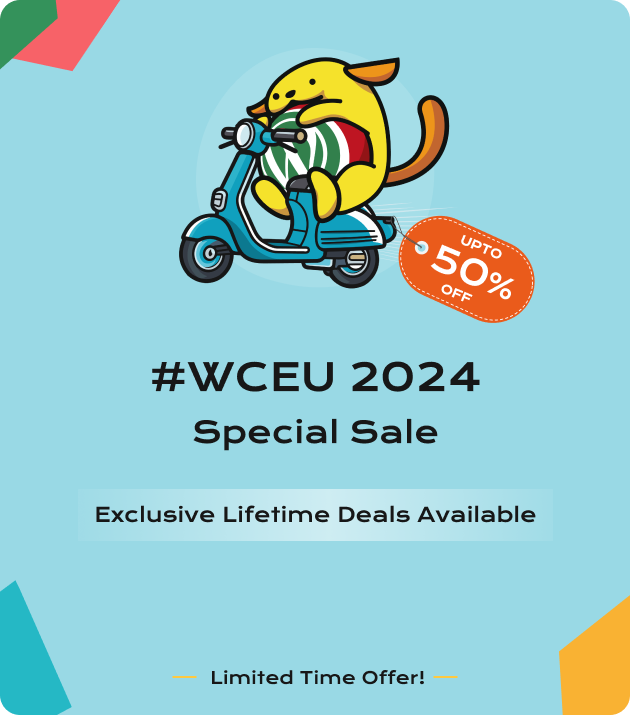 UPTO
50%
OFF
#WCEU 2024
Special Sale
Exclusive Lifetime Deals Available
Limited Time Offer!